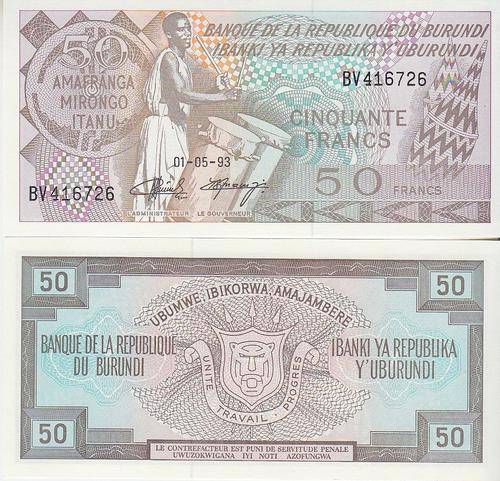 BANQUE DE LA REPUBLIQUE DU BURUNDI
IBANKI YA REPUBLIKA Y'UBURUNDI
50
AMAFRANGA
MIRONGO
ITANU
BV416726
CINQUANTE
FRANCS
01-05-93
50 FRANCS
BV416726
L'ADMINISTRATEUR LE GOUVERNEUR
50
50
UBUMWE, IBIKORWA, AMAJAMBERE
BANQUE DE LA REPUBLIQUE
DU BURUNDI
IBANKI YA REPUBLIKA
Y'UBURUNDI
UNITE TRAVAIL PROGRES
50
50
LE CONTREFACTEUR EST PUNI DE SERVITUDE PENALE
UWUZOKWIGANA IYI NOTI AZOFUNGWA